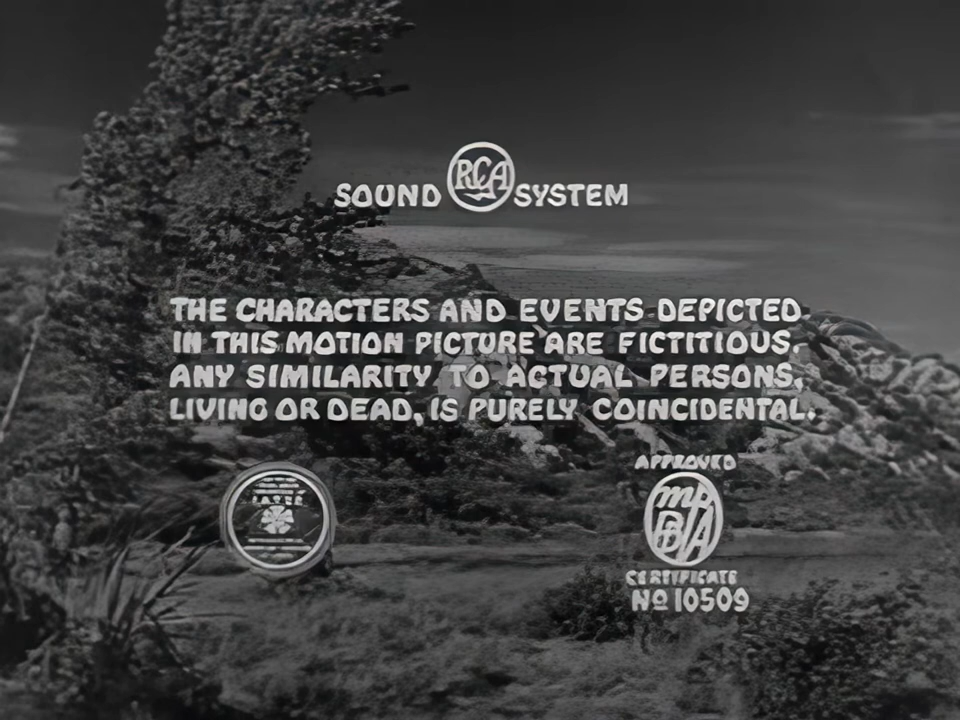 SOUND RCA SYSTEM
THE CHARACTERS AND EVENTS DEPICTED
IN THIS MOTION PICTURE ARE FICTITIOUS.
ANY SIMILARITY TO ACTUAL PERSONS,
LIVING OR DEAD, IS PURELY COINCIDENTAL.
APPROVED
CERTIFICATE
No 10509